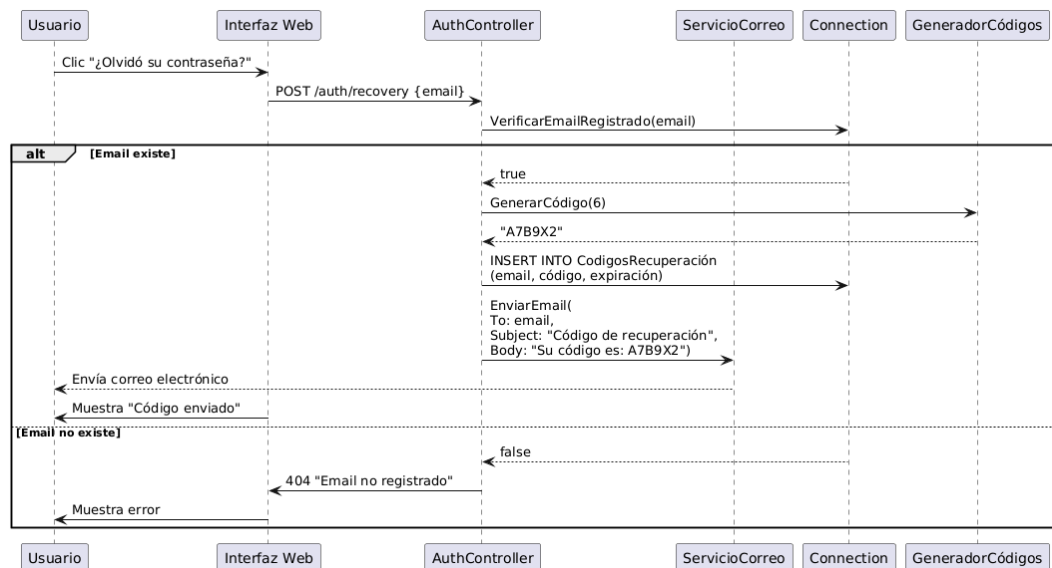 Usuario
Interfaz Web
AuthController
ServicioCorreo
Connection
GeneradorCódigos
Clic "¿Olvidó su contraseña?"
POST /auth/recovery {email}
VerificarEmailRegistrado(email)
alt
[Email existe]
true
GenerarCódigo(6)
"A7B9X2"
INSERT INTO CodigosRecuperación
(email, código, expiración)
EnviarEmail(
To: email,
Subject: "Código de recuperación",
Body: "Su código es: A7B9X2")
Envía correo electrónico
Muestra "Código enviado"
[Email no existe]
false
404 "Email no registrado"
Muestra error
Usuario
Interfaz Web
AuthController
ServicioCorreo
Connection
GeneradorCódigos